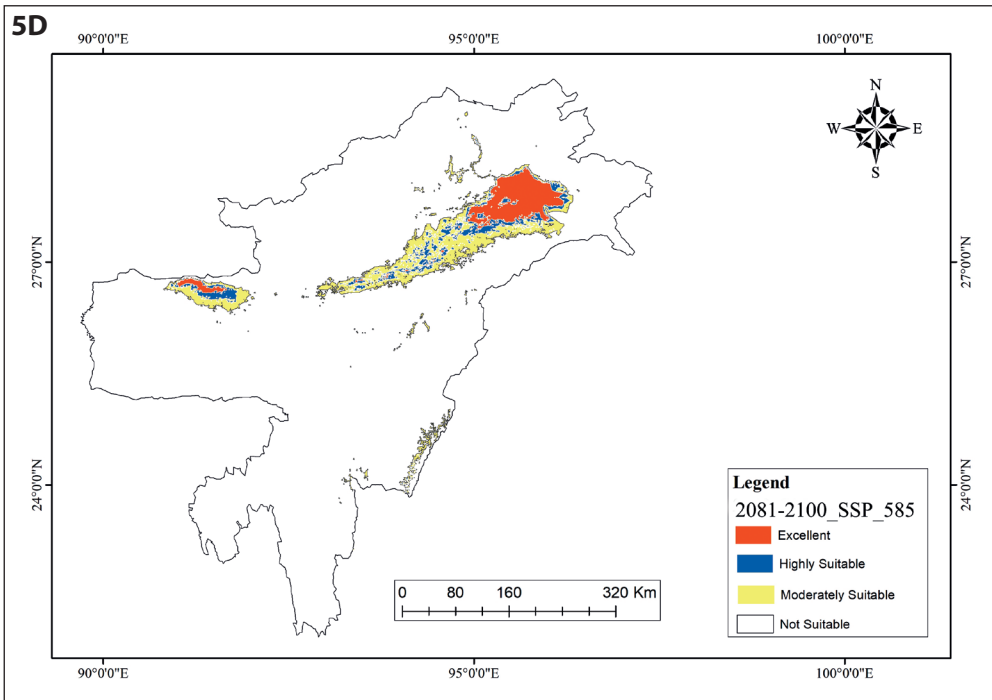 5D
90°0'0"E 95°0'0"E 100°0'0"E
N
W E
S
27°0'0"N 27°0'0"N
24°0'0"N 24°0'0"N
Legend
2081-2100_SSP_585
Excellent
Highly Suitable
Moderately Suitable
Not Suitable
0 80 160 320 Km
90°0'0"E 95°0'0"E 100°0'0"E